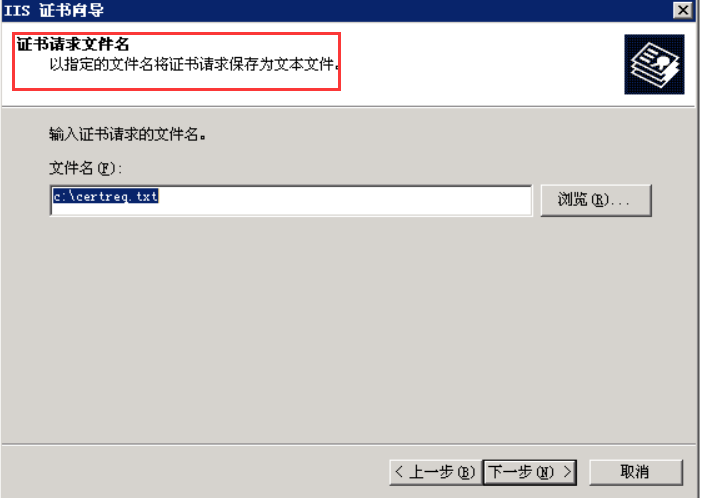 IIS 证书向导
证书请求文件名
以指定的文件名将证书请求保存为文本文件。
输入证书请求的文件名。
文件名(F):
c:\certreq.txt
浏览(R)...
< 上一步(B)
下一步(N) >
取消